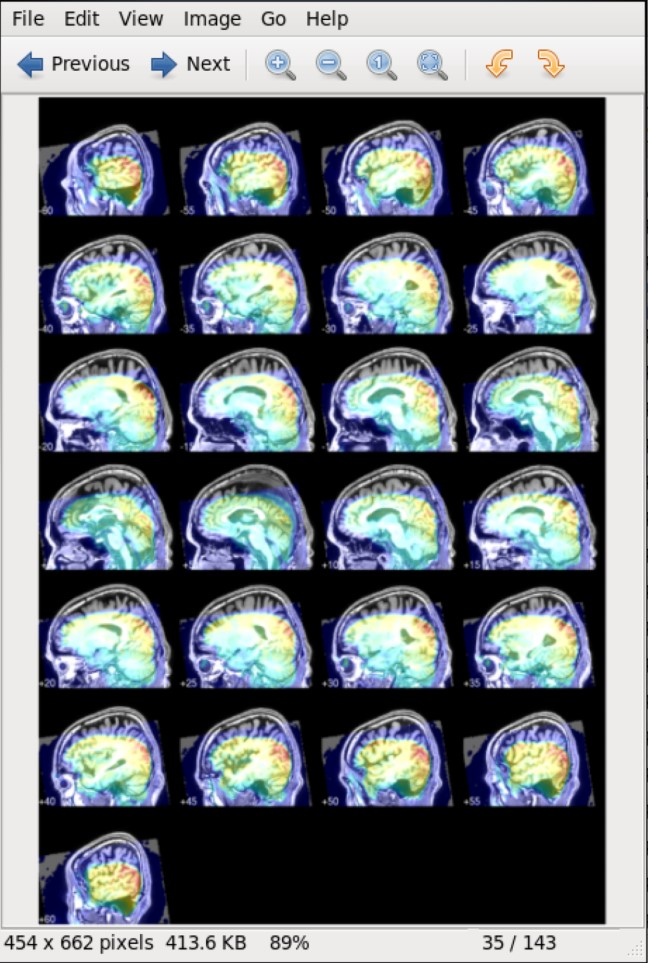 File Edit View Image Go Help
Previous Next
-60 -55 -50 -45
-40 -35 -30 -25
-20
+10 +15
+20 +25 +30 +35
+40 +45 +50 +55
+60
454 x 662 pixels 413.6 KB 89% 35 / 143